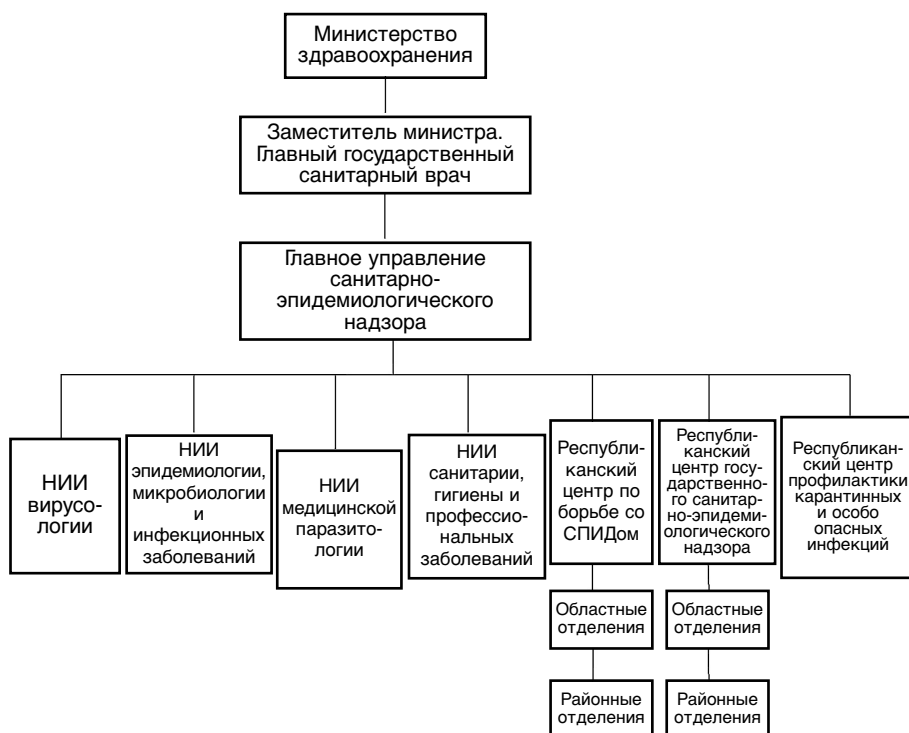 Министерство
здравоохранения
Заместитель министра.
Главный государственный
санитарный врач
Главное управление
санитарно-
эпидемиологического
надзора
НИИ
вирусо-
логии
НИИ
эпидемиологии,
микробиологии
и
инфекционных
заболеваний
НИИ
медицинской
паразито-
логии
НИИ
санитарии,
гигиены и
профессио-
нальных
заболеваний
Республи-
канский
центр по
борьбе со
СПИДом
Республи-
канский
центр госу-
дарственно-
го санитар-
но-эпидеми-
ологического
надзора
Республикан-
ский центр
профилактики
карантинных
и особо
опасных
инфекций
Областные
отделения
Областные
отделения
Районные
отделения
Районные
отделения